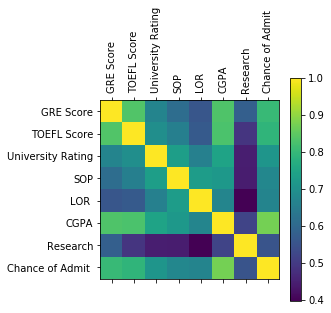 GRE Score
TOEFL Score
University Rating
SOP
LOR
CGPA
Research
Chance of Admit
GRE Score
TOEFL Score
University Rating
SOP
LOR
CGPA
Research
Chance of Admit
1.0
0.9
0.8
0.7
0.6
0.5
0.4